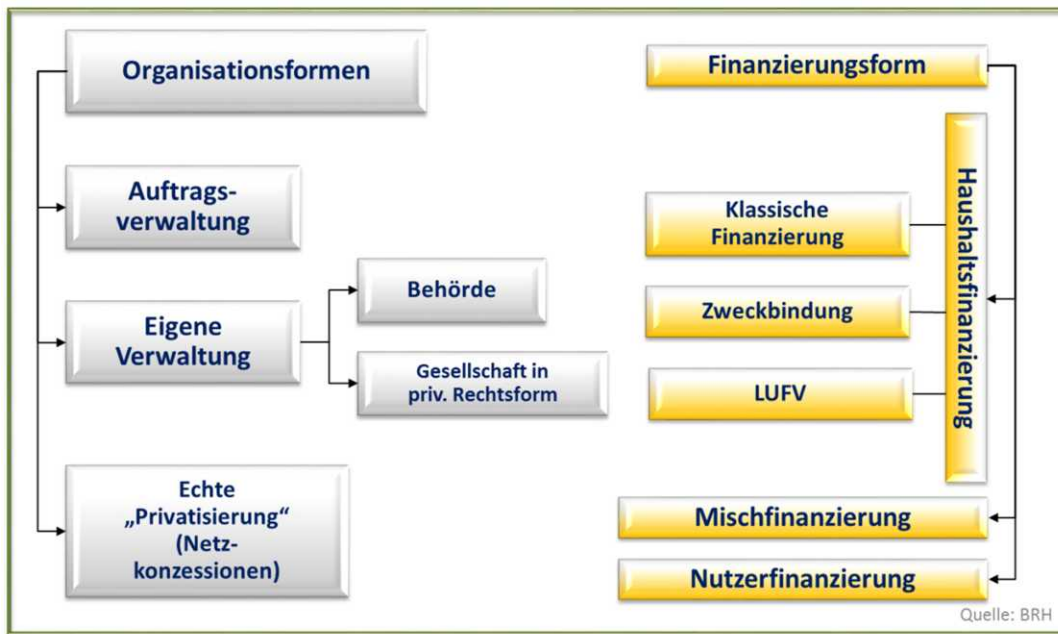 Organisationsformen
Auftrags-
verwaltung
Eigene
Verwaltung
Behörde
Gesellschaft in
priv. Rechtsform
Echte
„Privatisierung“
(Netz-
konzessionen)
Finanzierungsform
Haushaltsfinanzierung
Klassische
Finanzierung
Zweckbindung
LUFV
Mischfinanzierung
Nutzerfinanzierung
Quelle: BRH